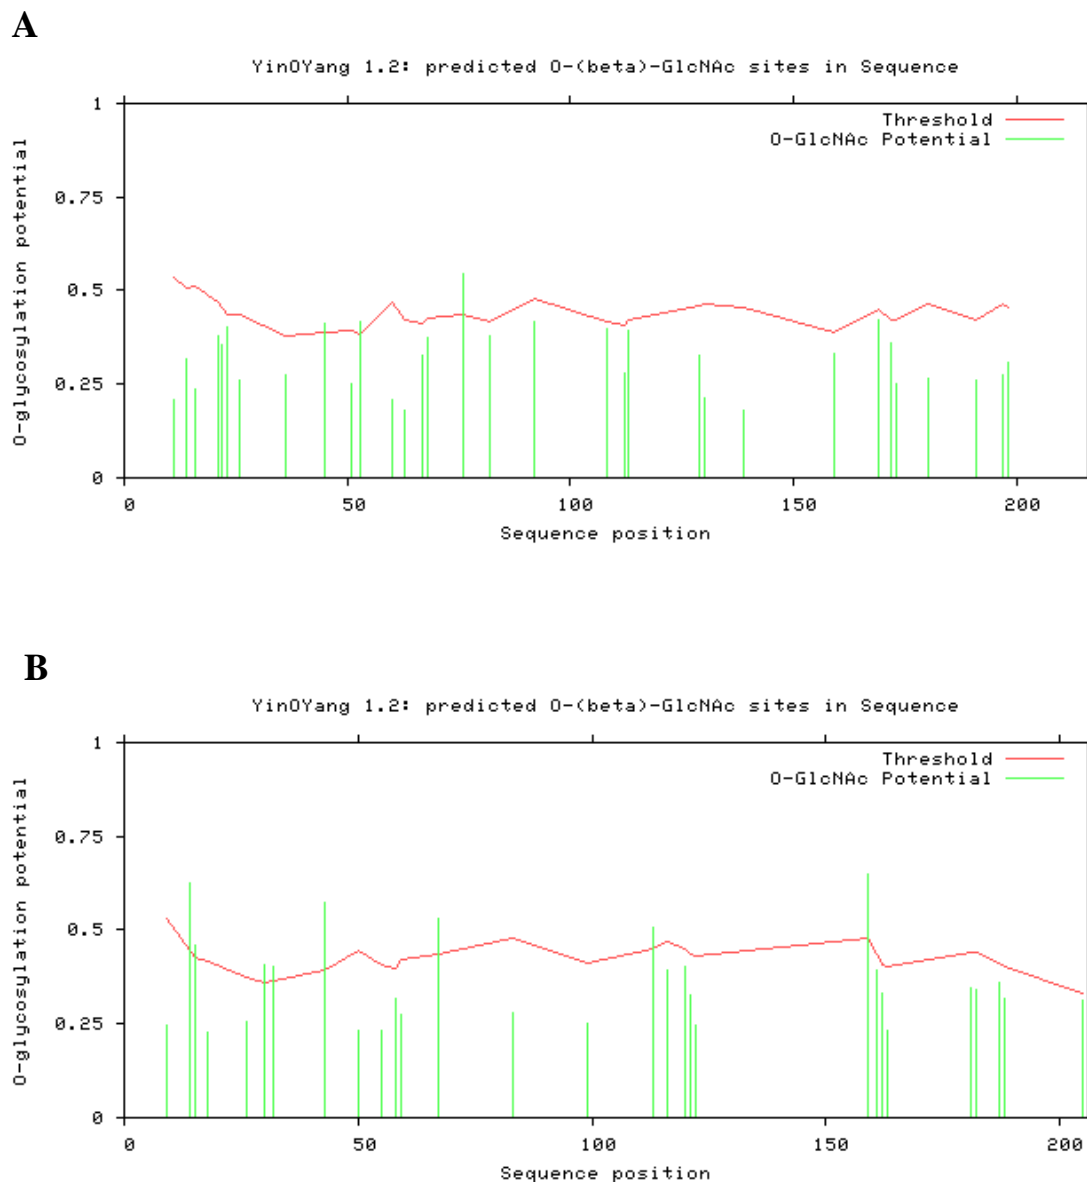 A
YinOYang 1.2: predicted O-(beta)-GlcNAc sites in Sequence
1
Threshold
O-GlcNAc Potential
0.75
O-glycosylation potential
0.5
0.25
0
0 50 100 150 200
Sequence position
B
YinOYang 1.2: predicted O-(beta)-GlcNAc sites in Sequence
1
Threshold
O-GlcNAc Potential
0.75
O-glycosylation potential
0.5
0.25
0
0 50 100 150 200
Sequence position